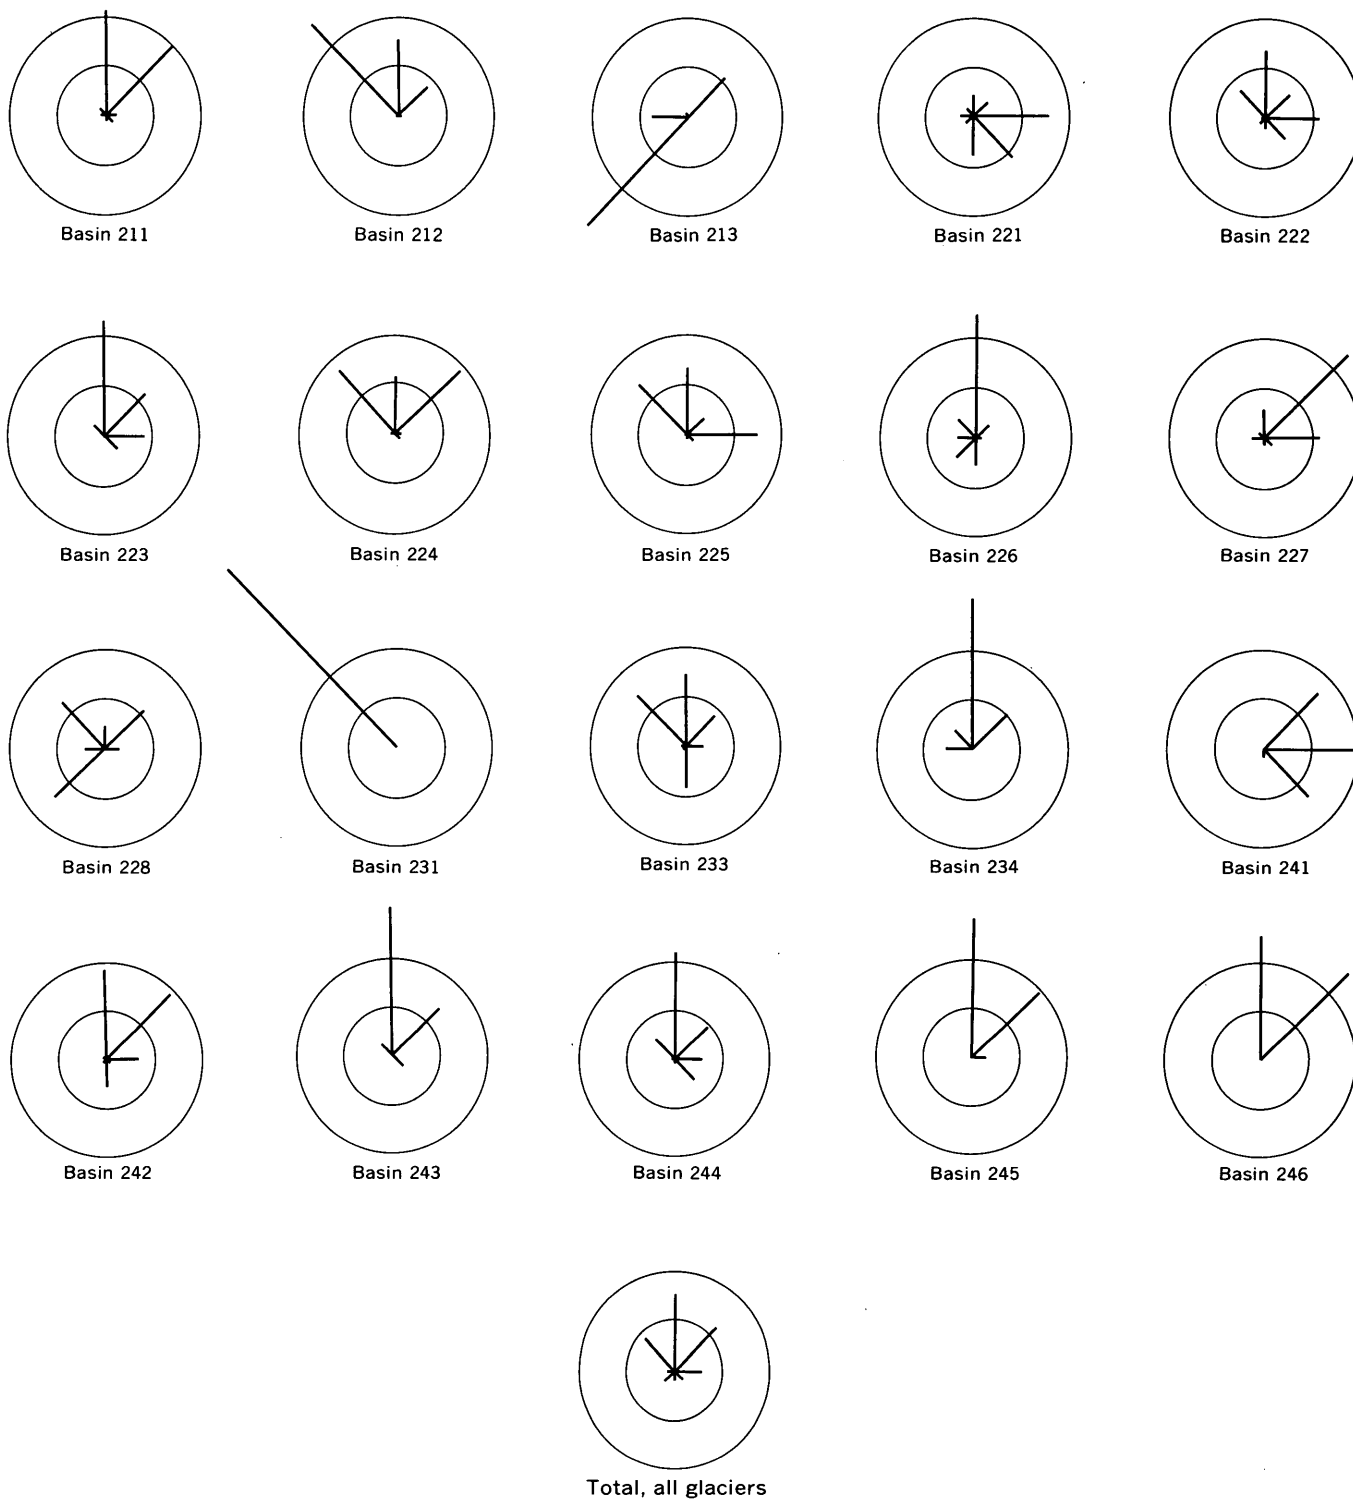 Basin 211
Basin 212
Basin 213
Basin 221
Basin 222
Basin 223
Basin 224
Basin 225
Basin 226
Basin 227
Basin 228
Basin 231
Basin 233
Basin 234
Basin 241
Basin 242
Basin 243
Basin 244
Basin 245
Basin 246
Total, all glaciers